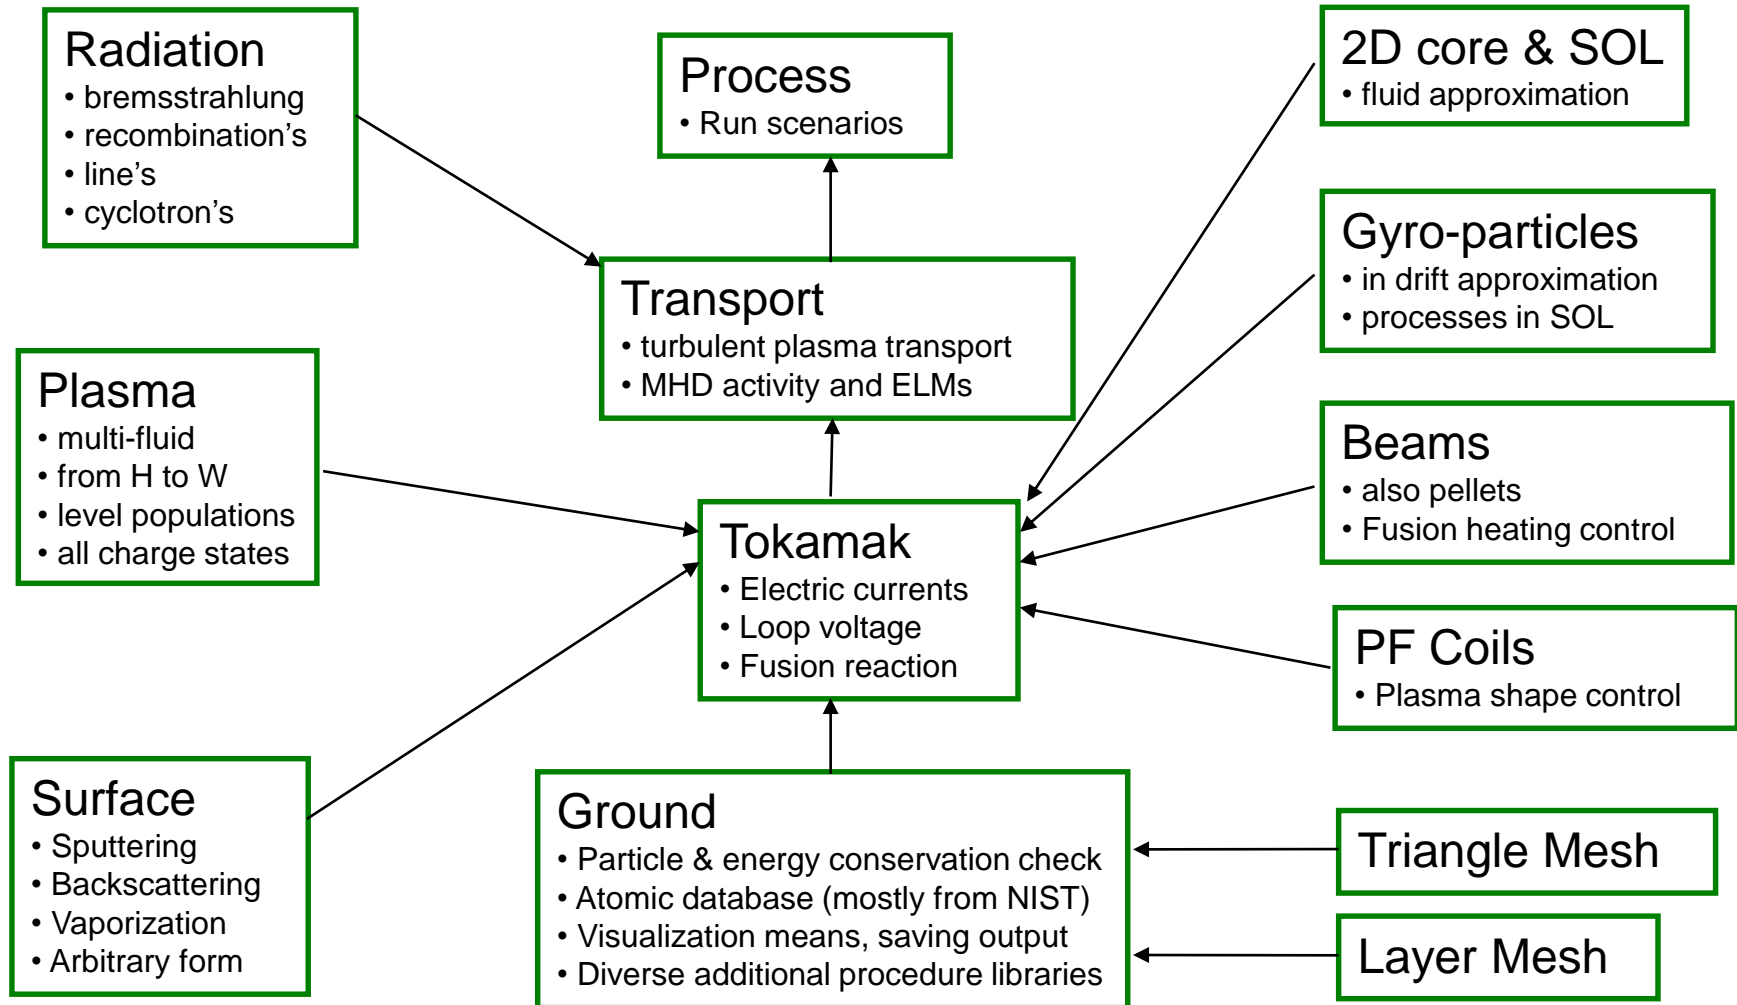 Radiation
• bremsstrahlung
• recombination’s
• line’s
• cyclotron’s
Process
• Run scenarios
2D core & SOL
• fluid approximation
Gyro-particles
• in drift approximation
• processes in SOL
Transport
• turbulent plasma transport
• MHD activity and ELMs
Plasma
• multi-fluid
• from H to W
• level populations
• all charge states
Beams
• also pellets
• Fusion heating control
Tokamak
• Electric currents
• Loop voltage
• Fusion reaction
PF Coils
• Plasma shape control
Surface
• Sputtering
• Backscattering
• Vaporization
• Arbitrary form
Ground
• Particle & energy conservation check
• Atomic database (mostly from NIST)
• Visualization means, saving output
• Diverse additional procedure libraries
Triangle Mesh
Layer Mesh